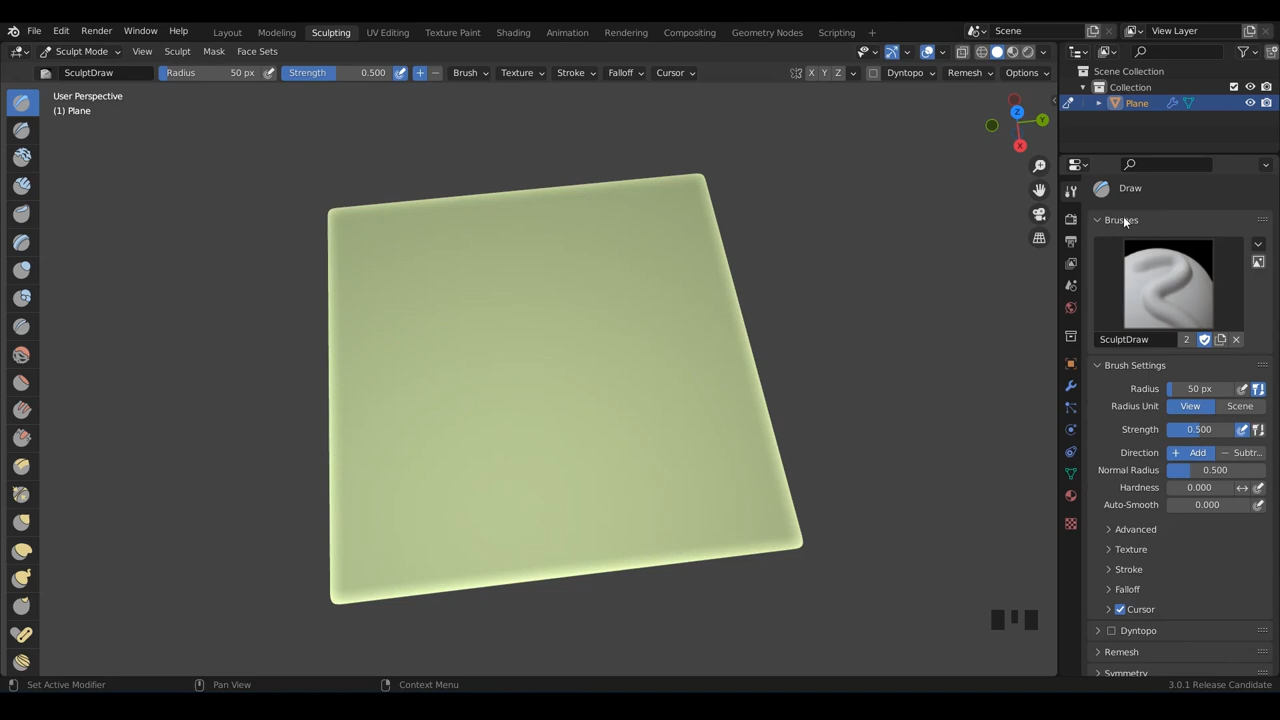 File Edit Render Window Help Layout Modeling Sculpting UV Editing Texture Paint Shading Animation Rendering Compositing Geometry Nodes Scripting Scene View Layer
Sculpt Mode View Sculpt Mask Face Sets
SculptDraw Radius 50 px Strength 0.500 + − Brush Texture Stroke Falloff Cursor X Y Z Dyntopo Remesh Options
User Perspective
(1) Plane
Z
Y
X
Scene Collection
Collection
Plane
Draw
Brushes
SculptDraw 2
Brush Settings
Radius 50 px
Radius Unit View Scene
Strength 0.500
Direction + Add − Subtr...
Normal Radius 0.500
Hardness 0.000
Auto-Smooth 0.000
Advanced
Texture
Stroke
Falloff
Cursor
Dyntopo
Remesh
Symmetry
Set Active Modifier Pan View Context Menu 3.0.1 Release Candidate